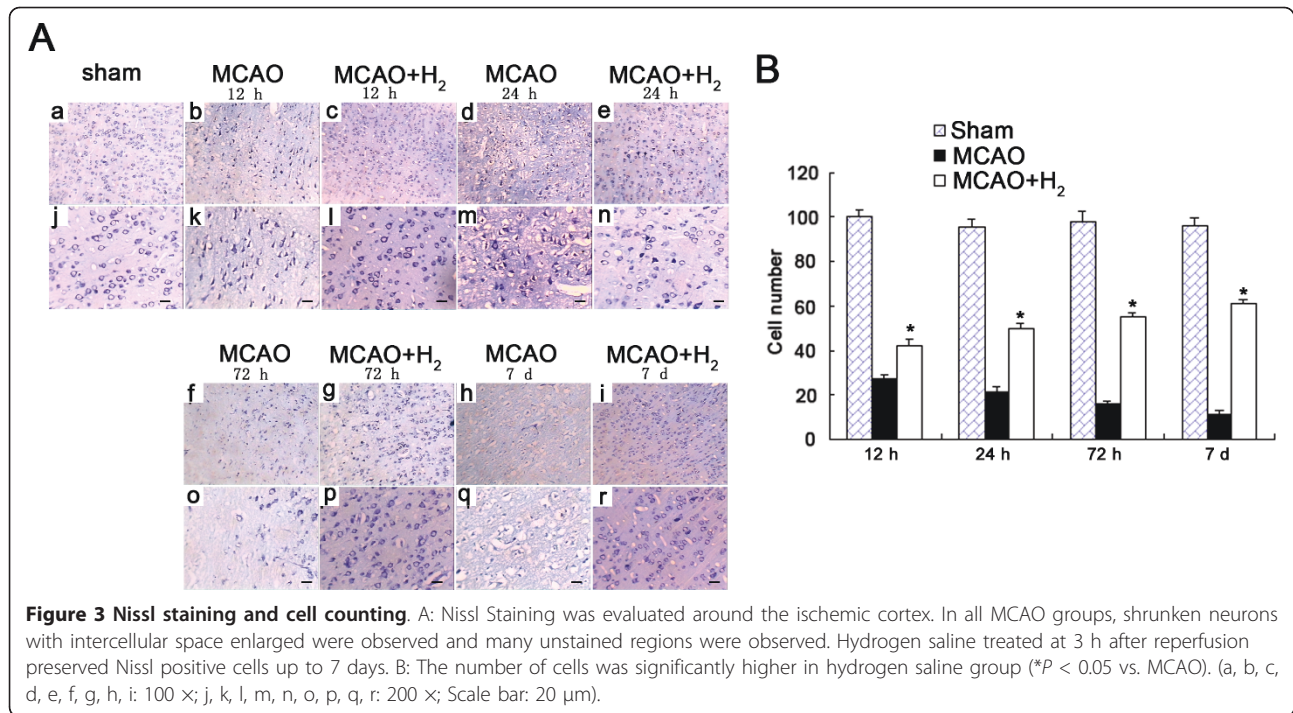 A
sham
MCAO
12 h
MCAO+H₂
12 h
MCAO
24 h
MCAO+H₂
24 h
a
b
c
d
e
j
k
l
m
n
MCAO
72 h
MCAO+H₂
72 h
MCAO
7 d
MCAO+H₂
7 d
f
g
h
i
o
p
q
r
B
Sham
MCAO
MCAO+H₂
Cell number
120
100
80
60
40
20
0
*
*
*
*
12 h
24 h
72 h
7 d
Figure 3 Nissl staining and cell counting. A: Nissl Staining was evaluated around the ischemic cortex. In all MCAO groups, shrunken neurons
with intercellular space enlarged were observed and many unstained regions were observed. Hydrogen saline treated at 3 h after reperfusion
preserved Nissl positive cells up to 7 days. B: The number of cells was significantly higher in hydrogen saline group (*P < 0.05 vs. MCAO). (a, b, c,
d, e, f, g, h, i: 100 ×; j, k, l, m, n, o, p, q, r: 200 ×; Scale bar: 20 μm).